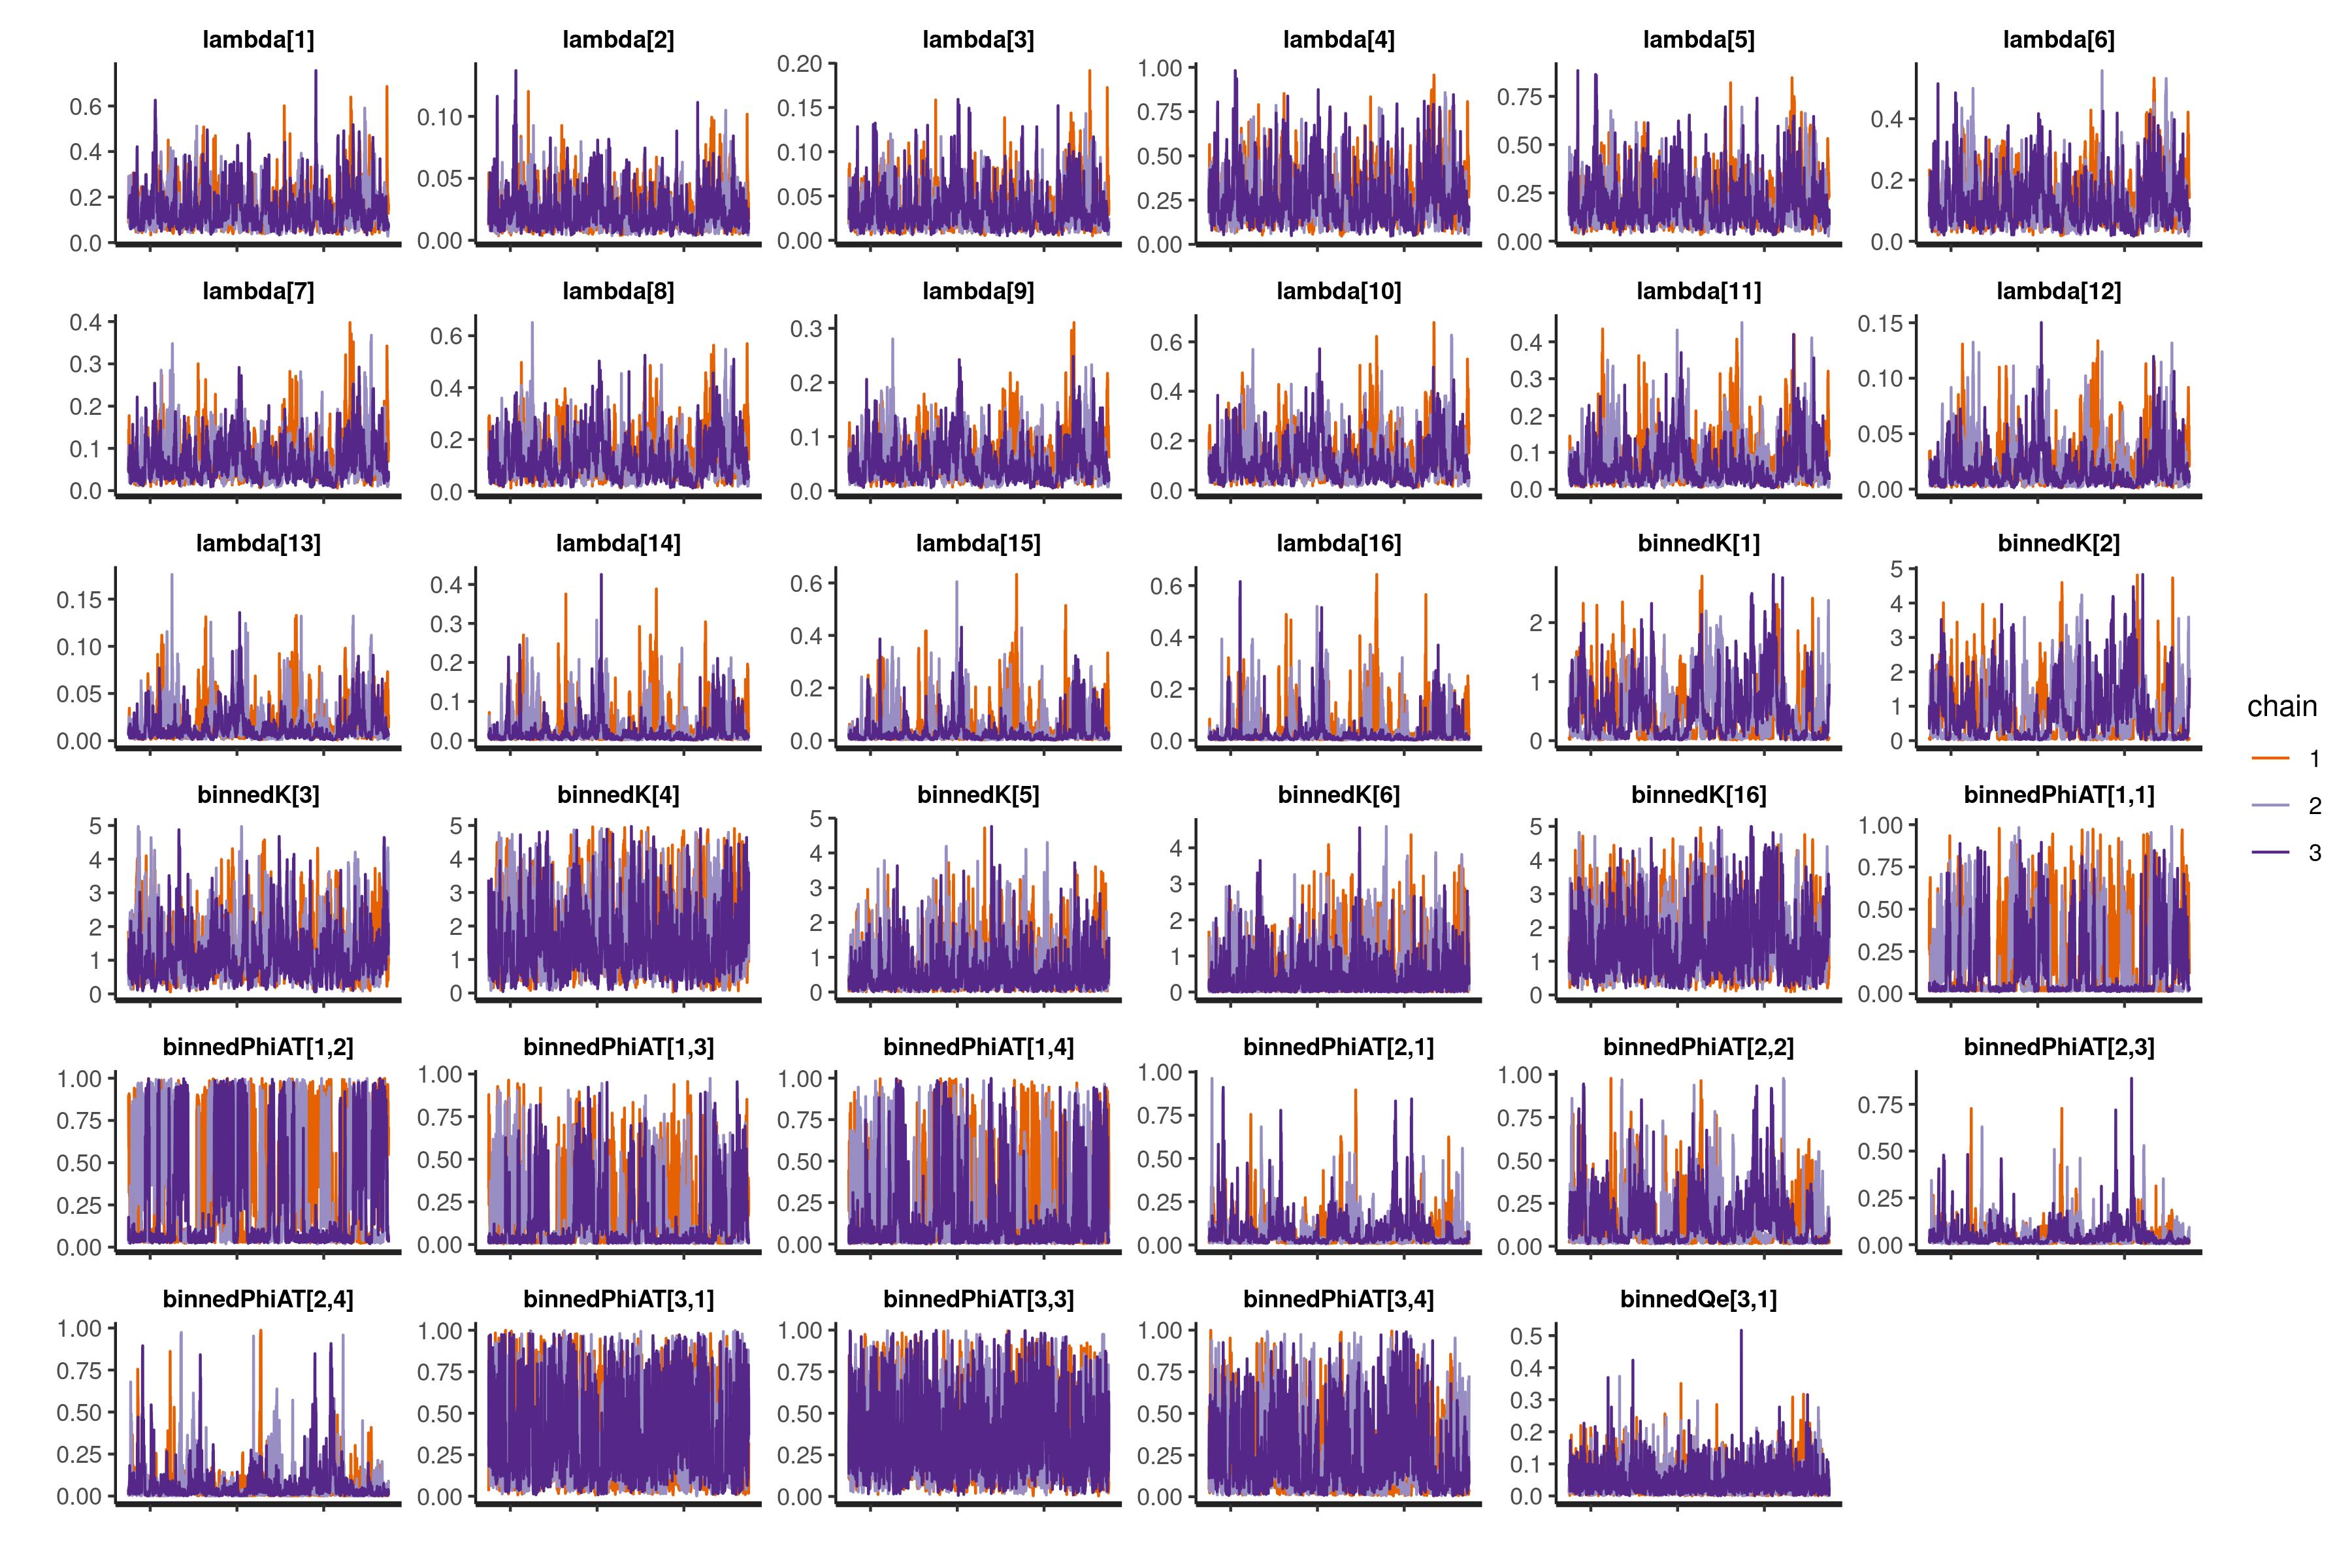 lambda[1] lambda[2] lambda[3] lambda[4] lambda[5] lambda[6]
0.6 0.4 0.2 0.0
0.10 0.05 0.00
0.20 0.15 0.10 0.05 0.00
1.00 0.75 0.50 0.25 0.00
0.75 0.50 0.25 0.00
0.4 0.2 0.0
lambda[7] lambda[8] lambda[9] lambda[10] lambda[11] lambda[12]
0.4 0.3 0.2 0.1 0.0
0.6 0.4 0.2 0.0
0.3 0.2 0.1 0.0
0.6 0.4 0.2 0.0
0.4 0.3 0.2 0.1 0.0
0.15 0.10 0.05 0.00
lambda[13] lambda[14] lambda[15] lambda[16] binnedK[1] binnedK[2]
0.15 0.10 0.05 0.00
0.4 0.3 0.2 0.1 0.0
0.6 0.4 0.2 0.0
0.6 0.4 0.2 0.0
2 1 0
5 4 3 2 1 0
binnedK[3] binnedK[4] binnedK[5] binnedK[6] binnedK[16] binnedPhiAT[1,1]
5 4 3 2 1 0
5 4 3 2 1 0
5 4 3 2 1 0
4 3 2 1 0
5 4 3 2 1 0
1.00 0.75 0.50 0.25 0.00
binnedPhiAT[1,2] binnedPhiAT[1,3] binnedPhiAT[1,4] binnedPhiAT[2,1] binnedPhiAT[2,2] binnedPhiAT[2,3]
1.00 0.75 0.50 0.25 0.00
1.00 0.75 0.50 0.25 0.00
1.00 0.75 0.50 0.25 0.00
1.00 0.75 0.50 0.25 0.00
1.00 0.75 0.50 0.25 0.00
0.75 0.50 0.25 0.00
binnedPhiAT[2,4] binnedPhiAT[3,1] binnedPhiAT[3,3] binnedPhiAT[3,4] binnedQe[3,1]
1.00 0.75 0.50 0.25 0.00
1.00 0.75 0.50 0.25 0.00
1.00 0.75 0.50 0.25 0.00
1.00 0.75 0.50 0.25 0.00
0.5 0.4 0.3 0.2 0.1 0.0
chain
1
2
3